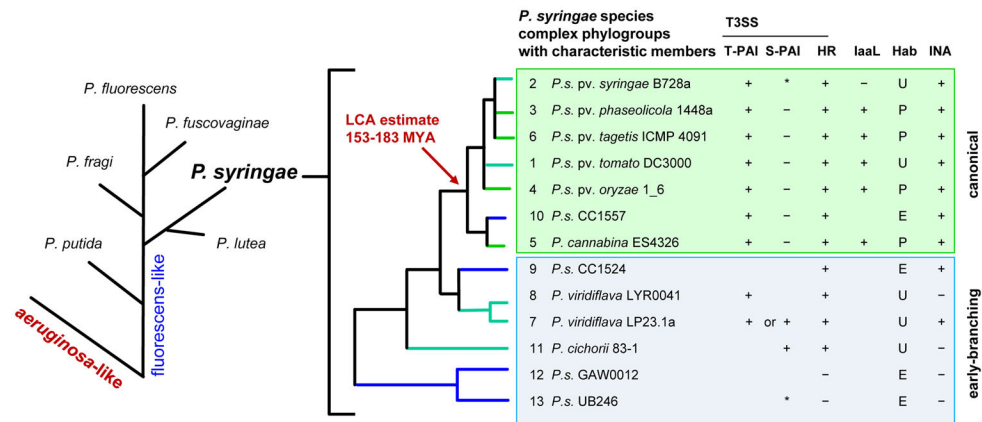 P. syringae species
complex phylogroups
with characteristic members
T3SS
T-PAI S-PAI HR IaaL Hab INA
P. fluorescens
P. fuscovaginae
P. fragi
P. syringae
P. putida
P. lutea
fluorescens-like
aeruginosa-like
LCA estimate
153-183 MYA
2 P.s. pv. syringae B728a + * + − U +
3 P.s. pv. phaseolicola 1448a + − + + P +
6 P.s. pv. tagetis ICMP 4091 + − + + P +
1 P.s. pv. tomato DC3000 + − + + U +
4 P.s. pv. oryzae 1_6 + − + + P +
10 P.s. CC1557 + − + E +
5 P. cannabina ES4326 + − + + P +
canonical
9 P.s. CC1524 + E +
8 P. viridiflava LYR0041 + + U −
7 P. viridiflava LP23.1a + or + + U +
11 P. cichorii 83-1 + + U −
12 P.s. GAW0012 − E −
13 P.s. UB246 * − E −
early-branching